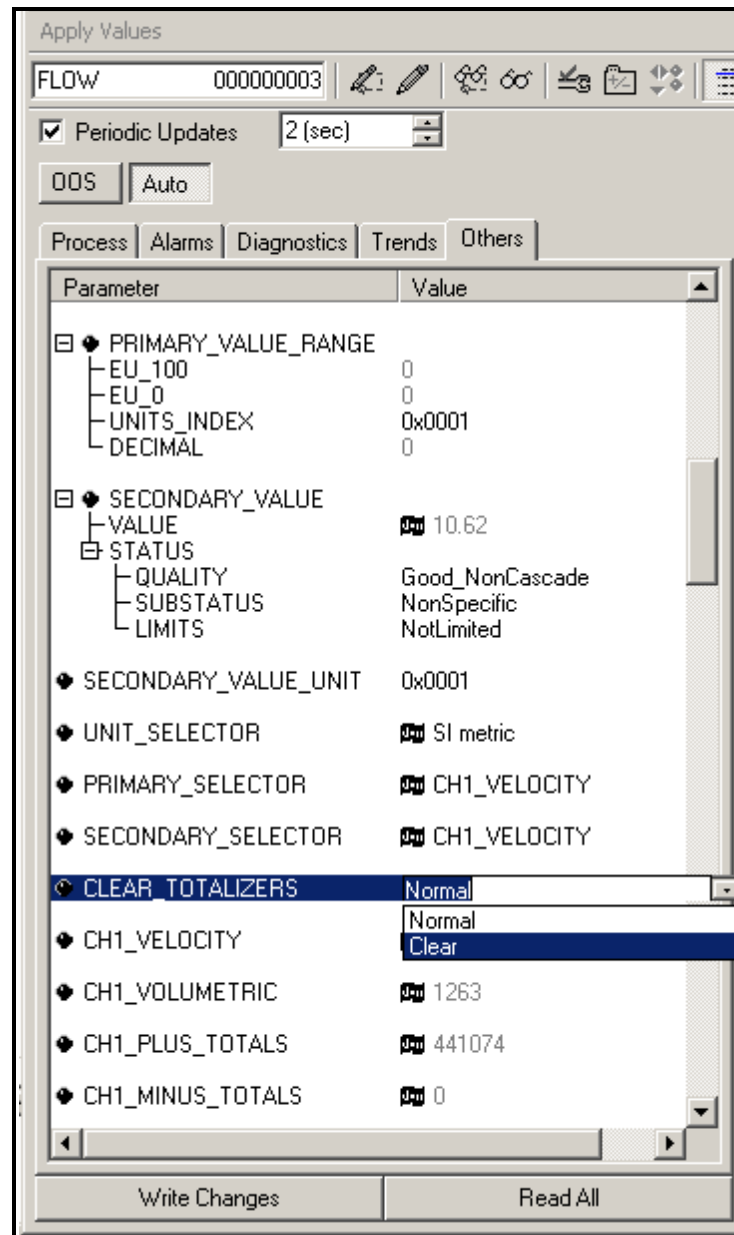 Apply Values
FLOW 000000003
Periodic Updates 2 (sec)
OOS Auto
Process Alarms Diagnostics Trends Others
Parameter Value
PRIMARY_VALUE_RANGE
EU_100 0
EU_0 0
UNITS_INDEX 0x0001
DECIMAL 0
SECONDARY_VALUE
VALUE 10.62
STATUS
QUALITY Good_NonCascade
SUBSTATUS NonSpecific
LIMITS NotLimited
SECONDARY_VALUE_UNIT 0x0001
UNIT_SELECTOR SI metric
PRIMARY_SELECTOR CH1_VELOCITY
SECONDARY_SELECTOR CH1_VELOCITY
CLEAR_TOTALIZERS Normal
Normal
CH1_VELOCITY Clear
CH1_VOLUMETRIC 1263
CH1_PLUS_TOTALS 441074
CH1_MINUS_TOTALS 0
Write Changes Read All